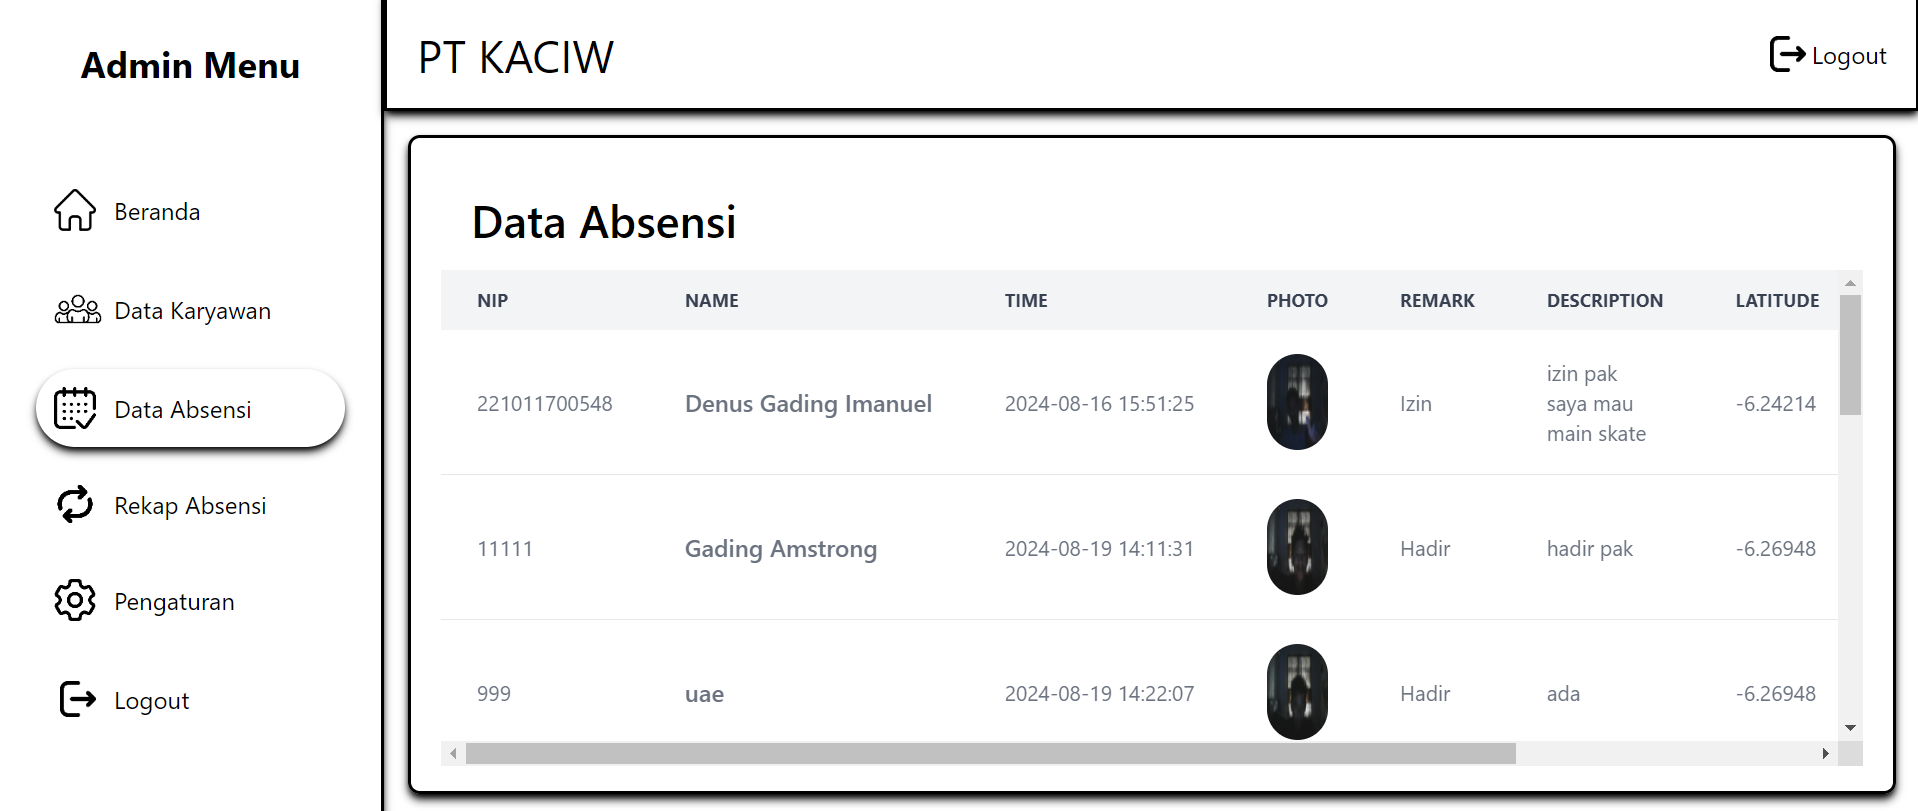 Admin Menu
Beranda
Data Karyawan
Data Absensi
Rekap Absensi
Pengaturan
Logout
PT KACIW
Logout
Data Absensi
NIP NAME TIME PHOTO REMARK DESCRIPTION LATITUDE
221011700548 Denus Gading Imanuel 2024-08-16 15:51:25 Izin izin pak
saya mau
main skate -6.24214
11111 Gading Amstrong 2024-08-19 14:11:31 Hadir hadir pak -6.26948
999 uae 2024-08-19 14:22:07 Hadir ada -6.26948